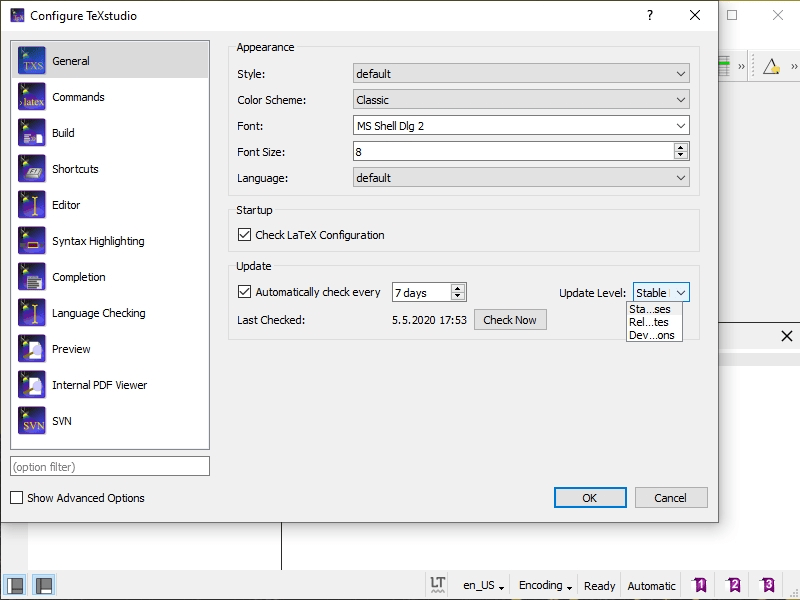 Configure TeXstudio
?
General
Commands
Build
Shortcuts
Editor
Syntax Highlighting
Completion
Language Checking
Preview
Internal PDF Viewer
SVN
(option filter)
Show Advanced Options
Appearance
Style: default
Color Scheme: Classic
Font: MS Shell Dlg 2
Font Size: 8
Language: default
Startup
Check LaTeX Configuration
Update
Automatically check every 7 days Update Level: Stable
Sta...ses
Rel...tes
Dev...ons
Last Checked: 5.5.2020 17:53 Check Now
OK Cancel
LT en_US Encoding Ready Automatic 1 2 3